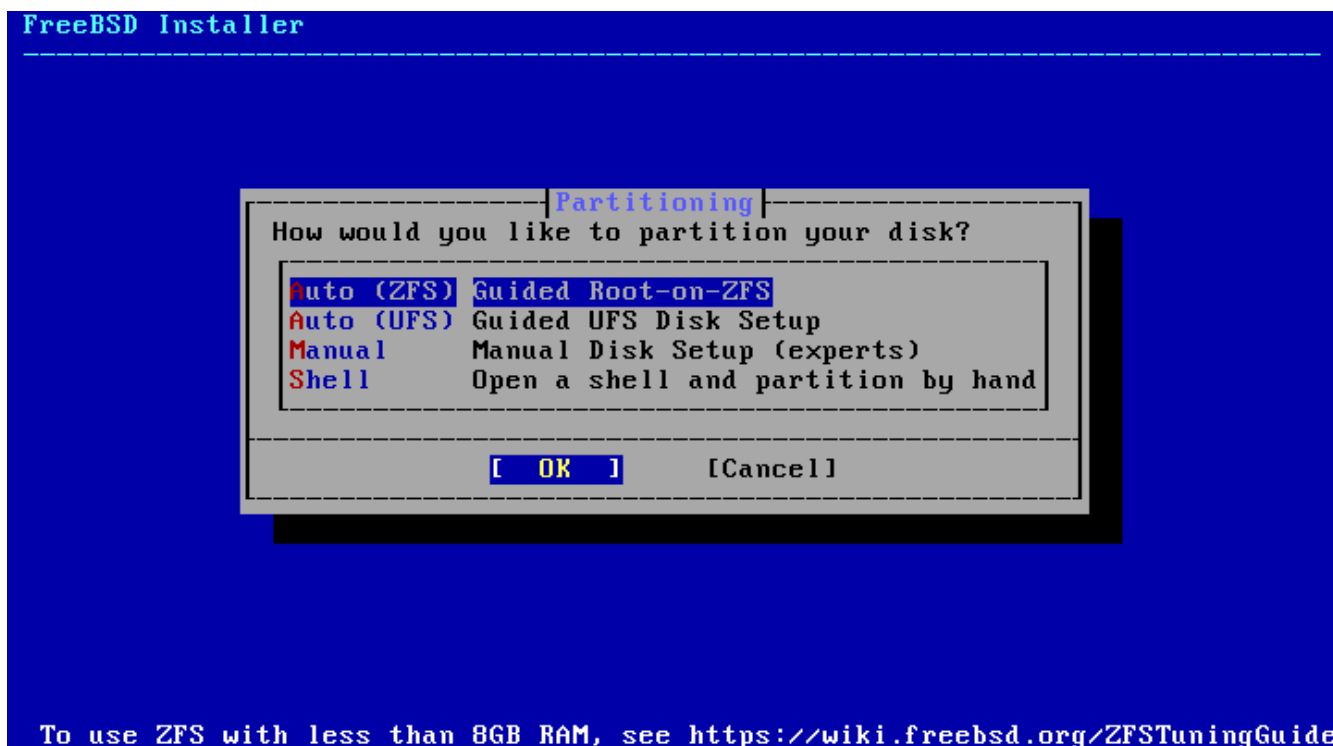 FreeBSD Installer
Partitioning
How would you like to partition your disk?
Auto (ZFS) Guided Root-on-ZFS
Auto (UFS) Guided UFS Disk Setup
Manual Manual Disk Setup (experts)
Shell Open a shell and partition by hand
[ OK ] [Cancel]
To use ZFS with less than 8GB RAM, see https://wiki.freebsd.org/ZFSTuningGuide